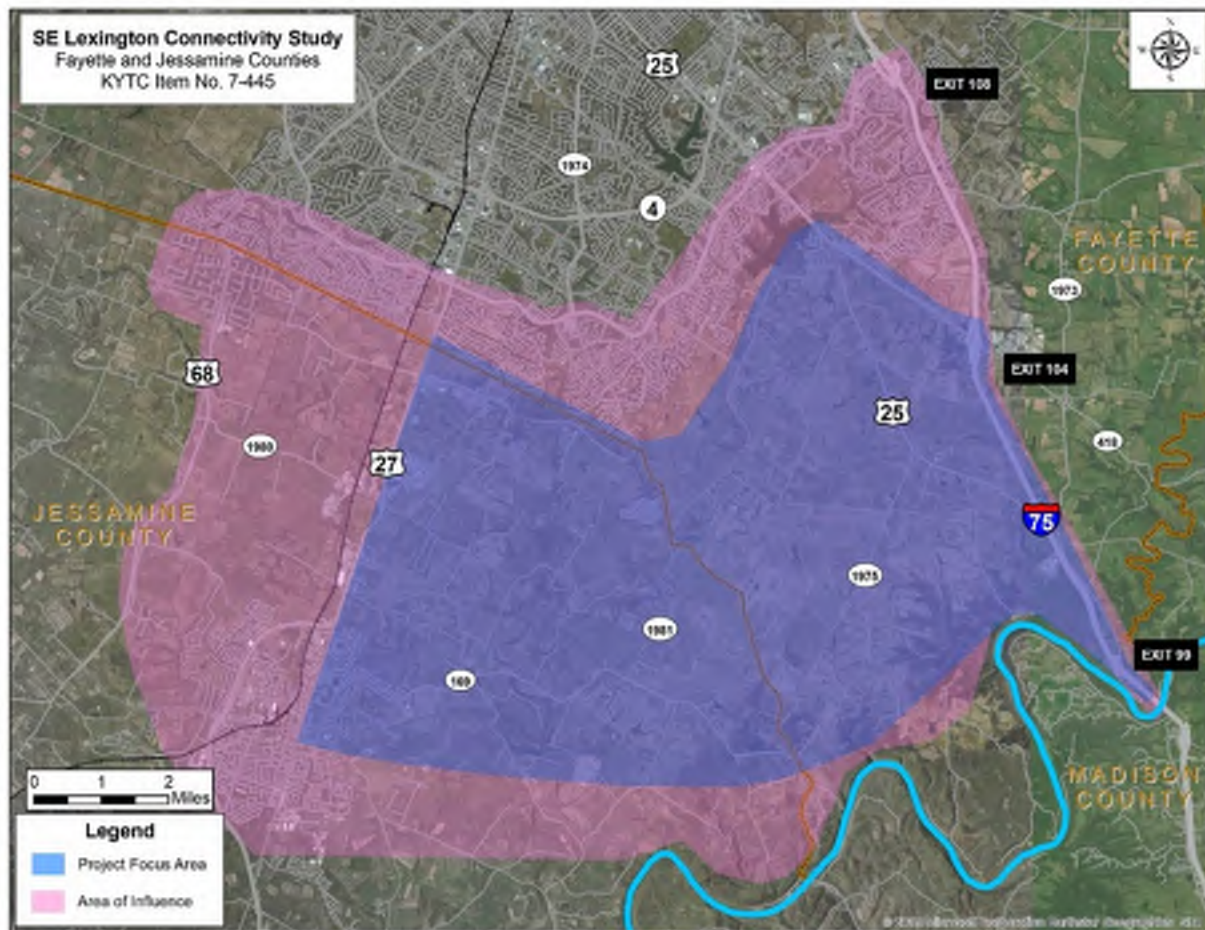 SE Lexington Connectivity Study
Fayette and Jessamine Counties
KYTC Item No. 7-445
N
W
E
S
25
EXIT 108
1974
4
FAYETTE
COUNTY
1973
68
EXIT 104
25
1980
27
418
JESSAMINE
COUNTY
75
1975
1981
EXIT 99
169
MADISON
COUNTY
0 1 2
Miles
Legend
Project Focus Area
Area of Influence